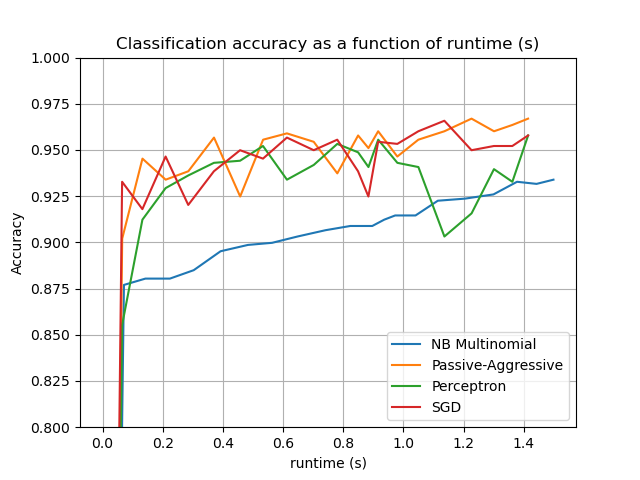 Classification accuracy as a function of runtime (s)
1.000
0.975
0.950
0.925
0.900
0.875
0.850
0.825
0.800
Accuracy
NB Multinomial
Passive-Aggressive
Perceptron
SGD
0.0 0.2 0.4 0.6 0.8 1.0 1.2 1.4
runtime (s)